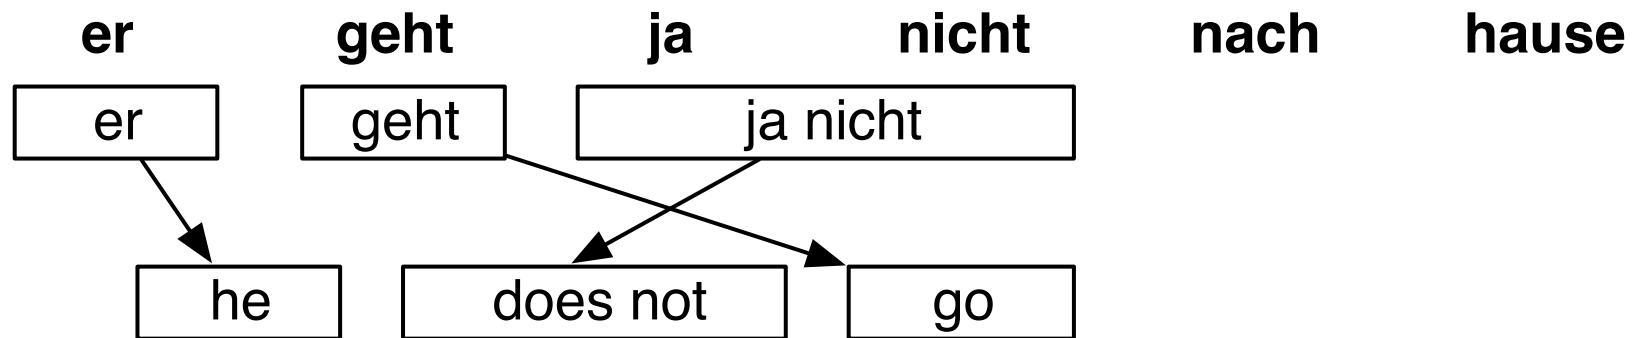 er geht ja nicht nach hause
er geht ja nicht
he does not go